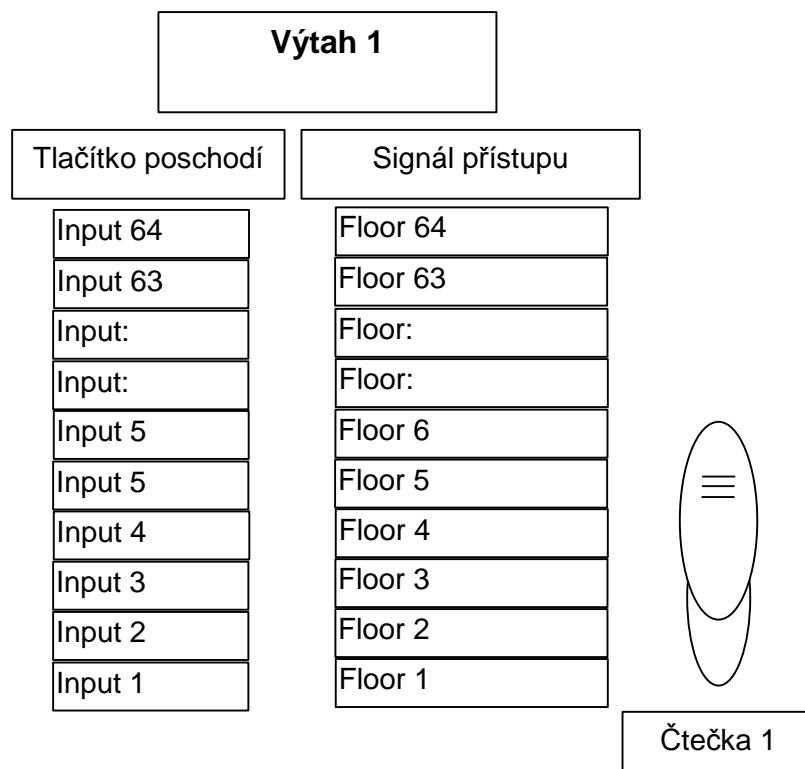 Výtah 1
Tlačítko poschodí
Signál přístupu
Input 64
Floor 64
Input 63
Floor 63
Input:
Floor:
Input:
Floor:
Input 5
Floor 6
Input 5
Floor 5
Input 4
Floor 4
Input 3
Floor 3
Input 2
Floor 2
Input 1
Floor 1
Čtečka 1